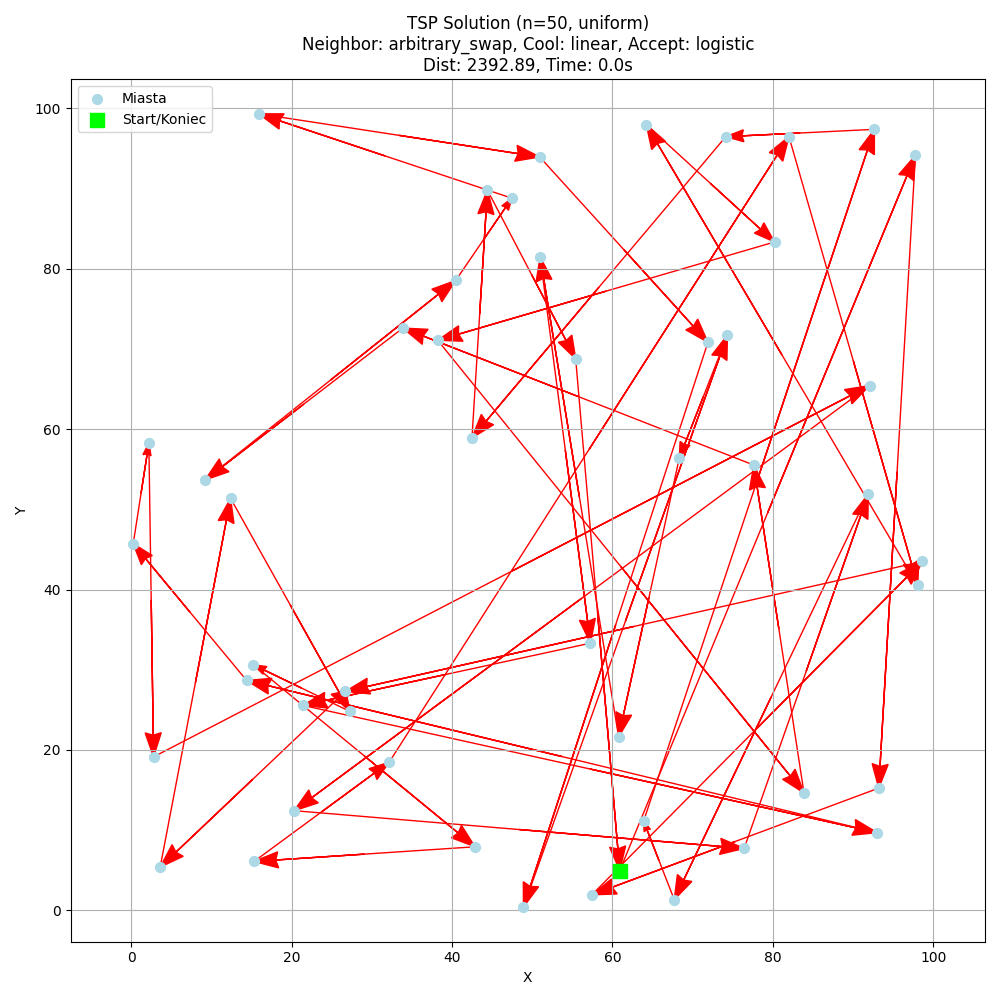 TSP Solution (n=50, uniform)
Neighbor: arbitrary_swap, Cool: linear, Accept: logistic
Dist: 2392.89, Time: 0.0s
Miasta
Start/Koniec
100
80
60
40
20
0
Y
0 20 40 60 80 100
X